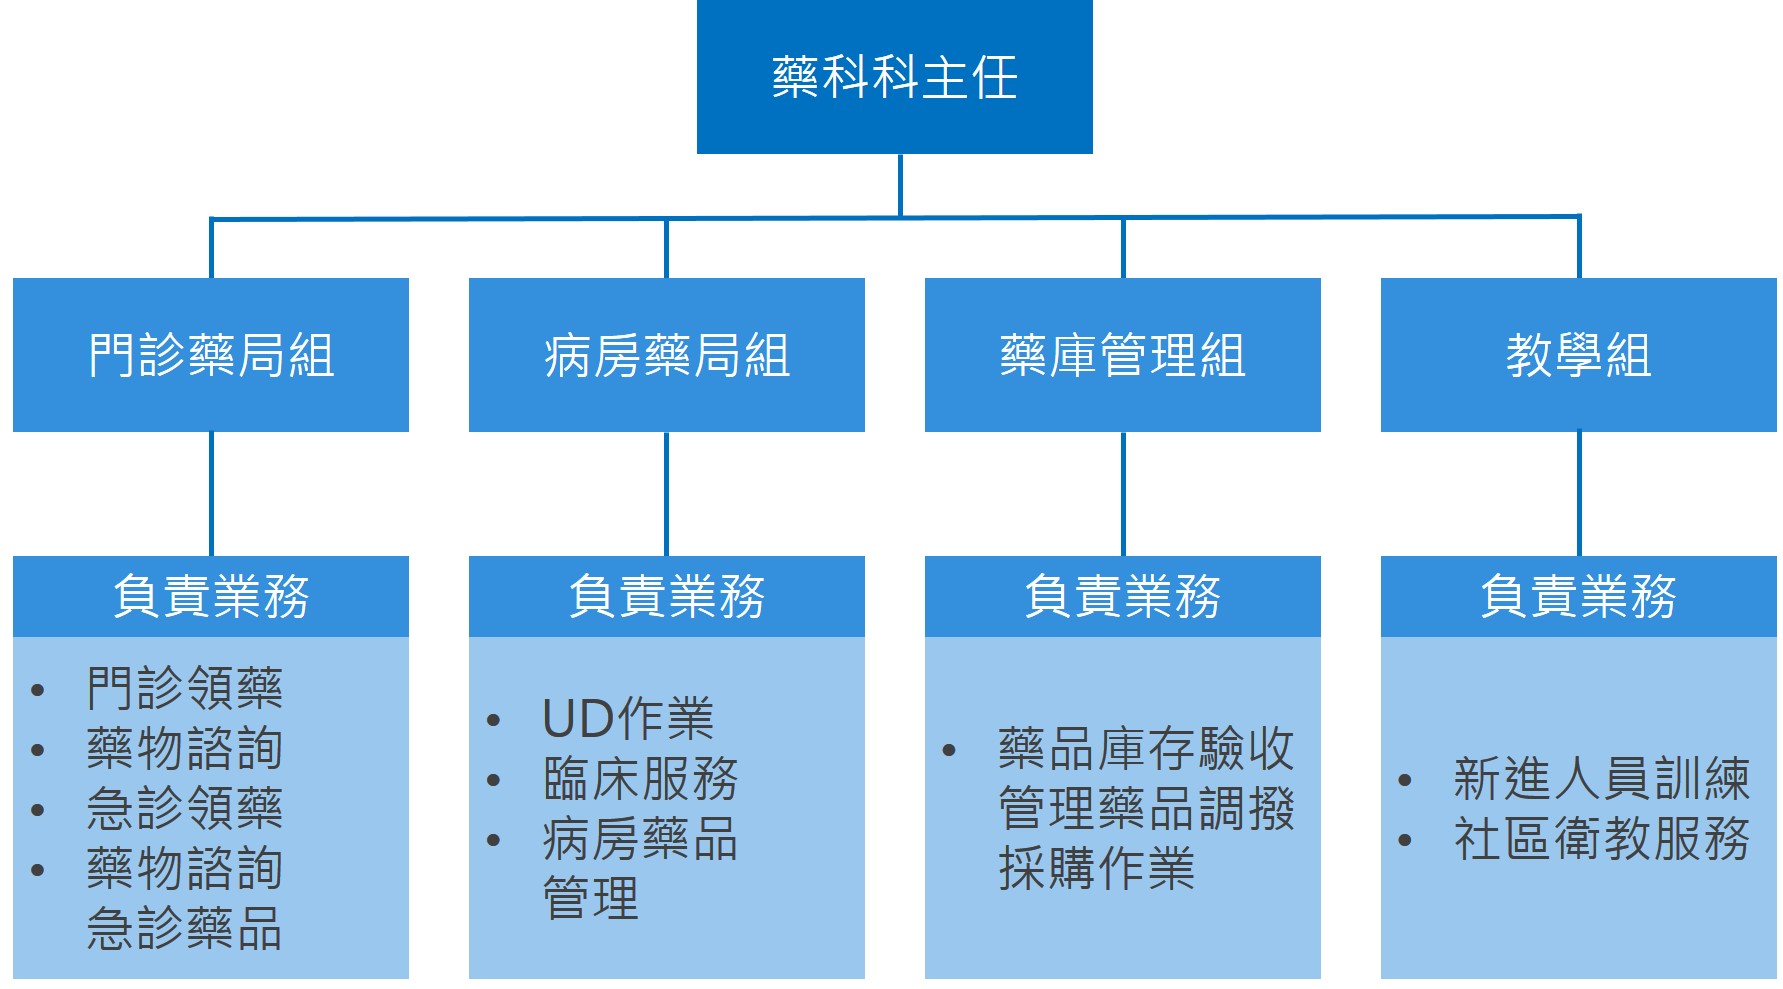 藥科科主任
門診藥局組
病房藥局組
藥庫管理組
教學組
負責業務
• 門診領藥
• 藥物諮詢
• 急診領藥
• 藥物諮詢
急診藥品
負責業務
• UD作業
• 臨床服務
• 病房藥品
管理
負責業務
• 藥品庫存驗收
管理藥品調撥
採購作業
負責業務
• 新進人員訓練
• 社區衛教服務